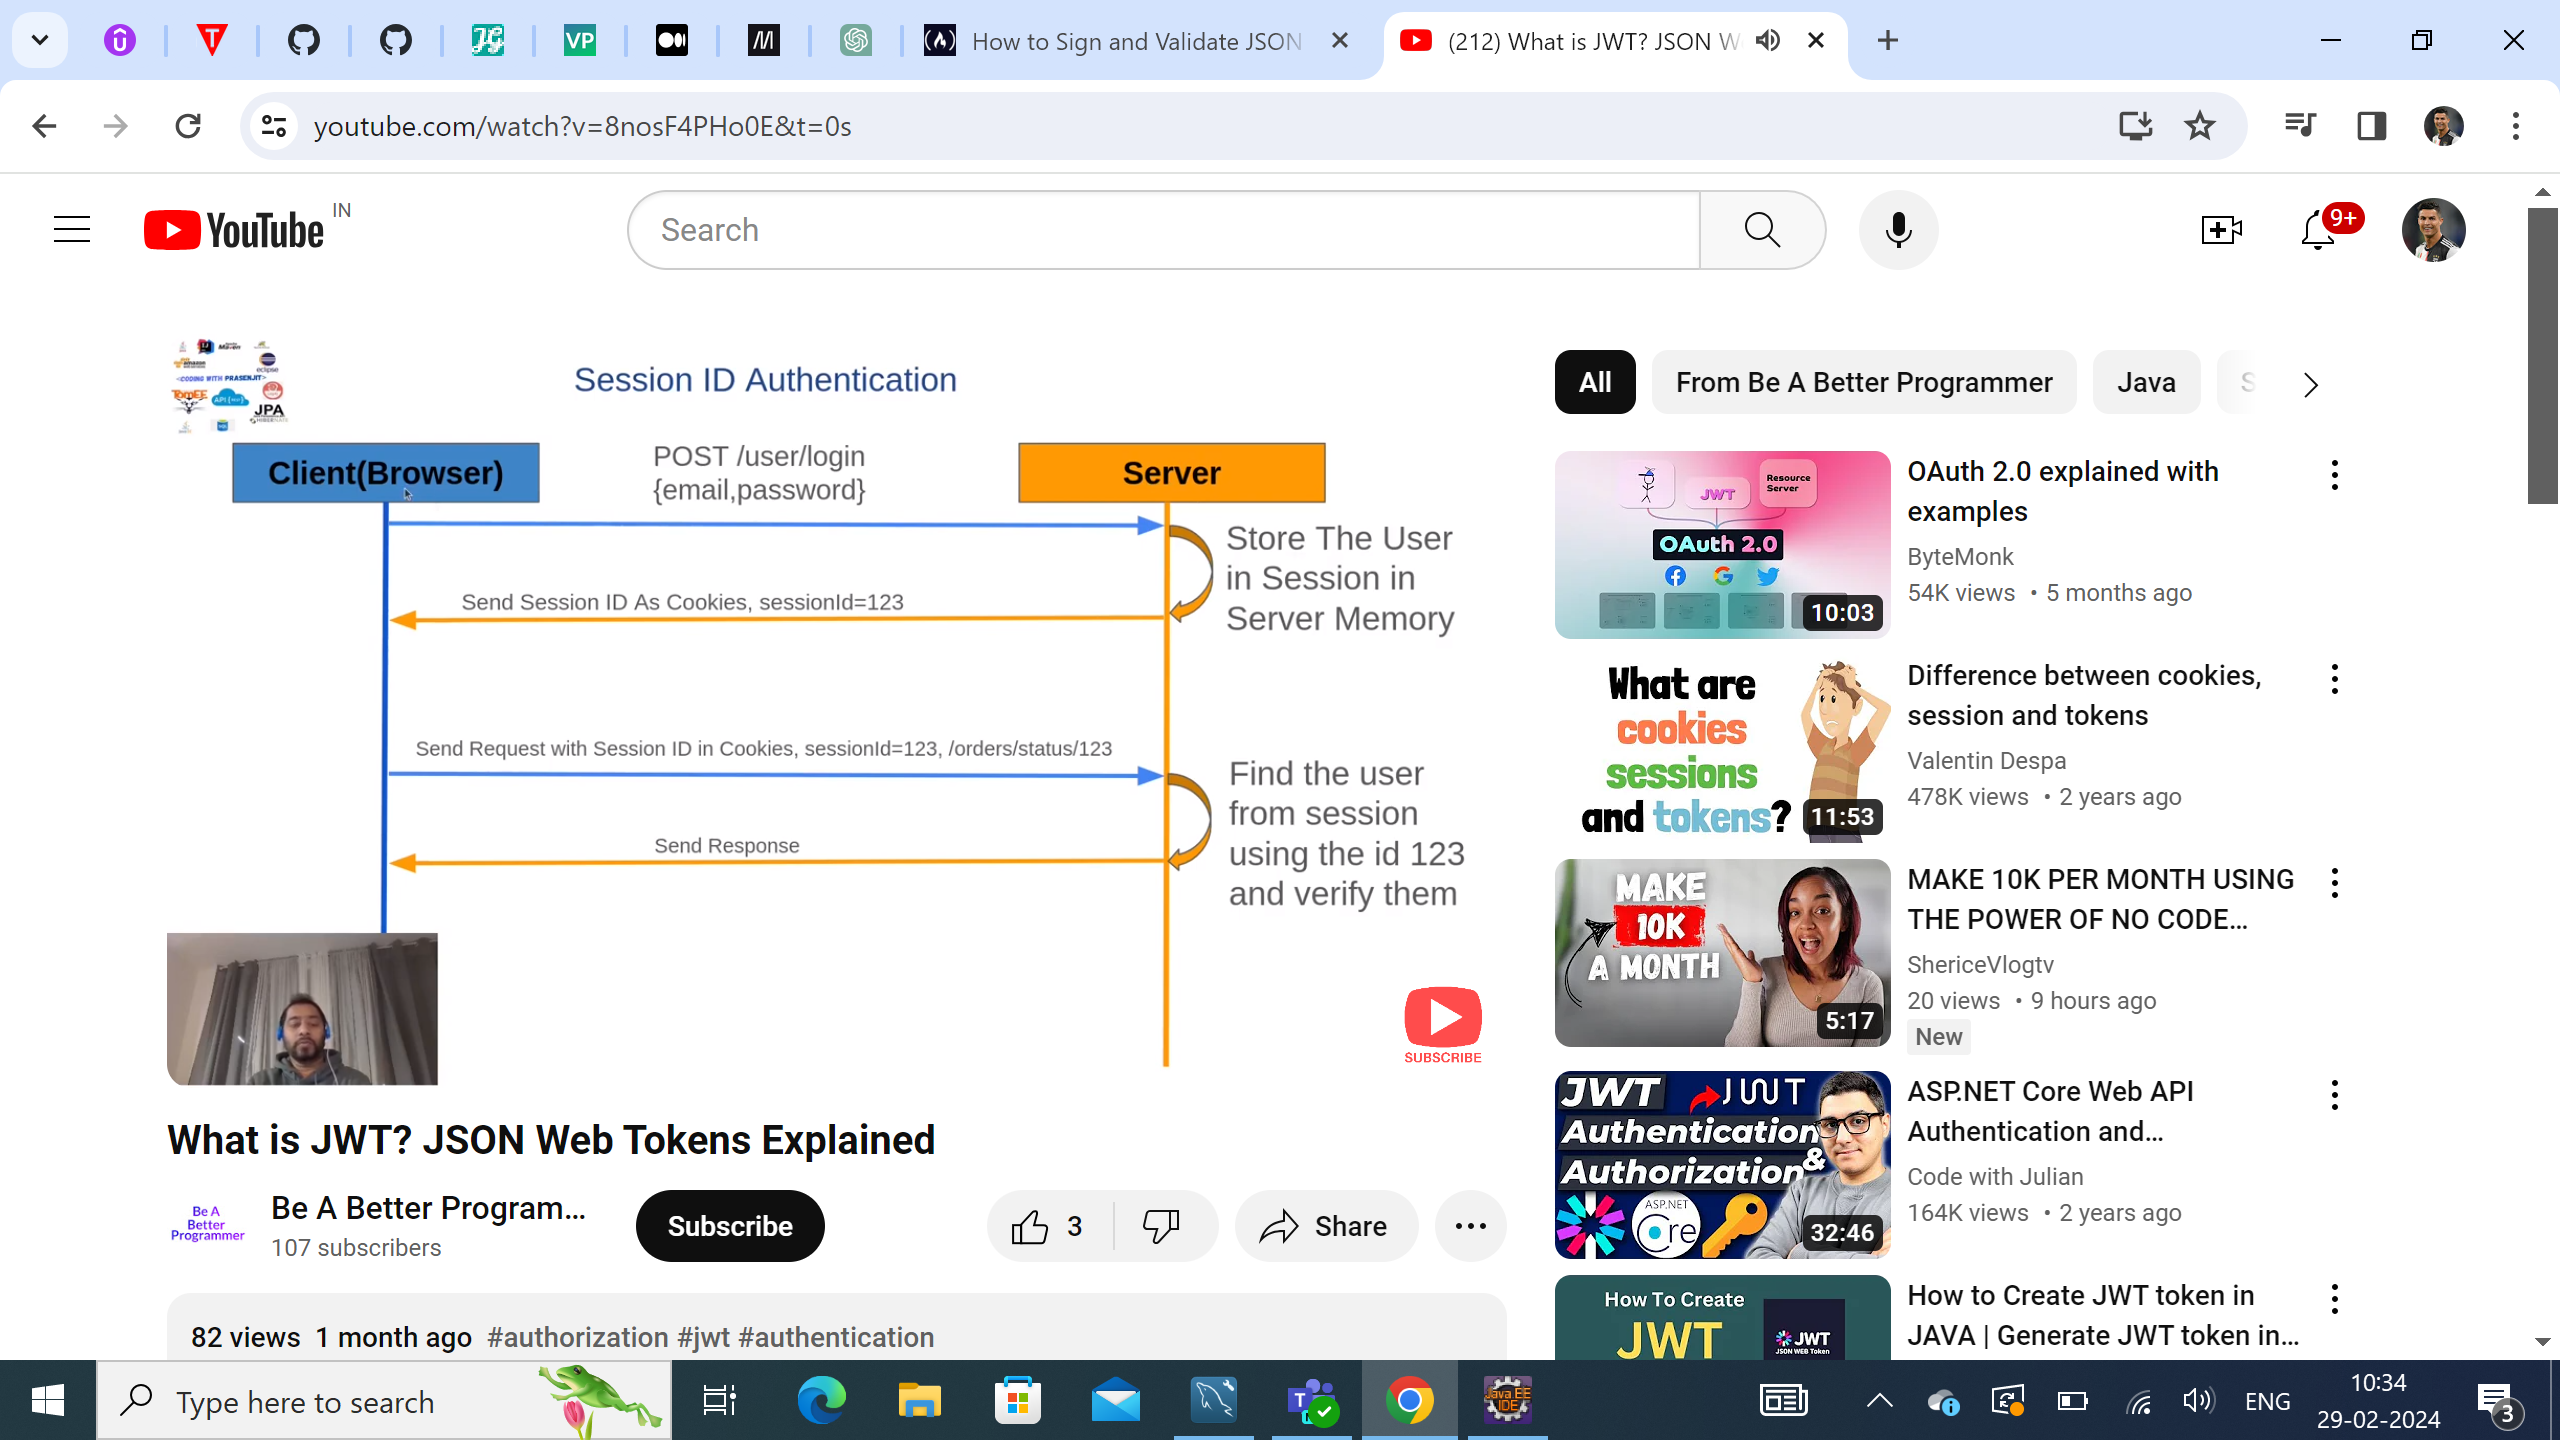 VP
How to Sign and Validate JSON
(212) What is JWT? JSON W
youtube.com/watch?v=8nosF4PHo0E&t=0s
YouTube IN
Search
9+
<CODING WITH PRASENJIT>
eclipse
TomEE
API
JPA
Session ID Authentication
Client(Browser)
POST /user/login
{email,password}
Server
Store The User
in Session in
Server Memory
Send Session ID As Cookies, sessionId=123
Send Request with Session ID in Cookies, sessionId=123, /orders/status/123
Find the user
from session
using the id 123
and verify them
Send Response
SUBSCRIBE
What is JWT? JSON Web Tokens Explained
Be A
Better
Programmer
Be A Better Program...
107 subscribers
Subscribe
3
Share
82 views 1 month ago #authorization #jwt #authentication
All
From Be A Better Programmer
Java
JWT
Resource
Server
OAuth 2.0
10:03
OAuth 2.0 explained with
examples
ByteMonk
54K views • 5 months ago
What are
cookies
sessions
and tokens?
11:53
Difference between cookies,
session and tokens
Valentin Despa
478K views • 2 years ago
MAKE
10K
A MONTH
5:17
MAKE 10K PER MONTH USING
THE POWER OF NO CODE...
ShericeVlogtv
20 views • 9 hours ago
New
JWT JWT
Authentication
&
Authorization
ASP.NET
Core
32:46
ASP.NET Core Web API
Authentication and...
Code with Julian
164K views • 2 years ago
How To Create
JWT
JWT
JSON WEB Token
How to Create JWT token in
JAVA | Generate JWT token in...
Type here to search
Java EE
IDE
ENG
10:34
29-02-2024
3